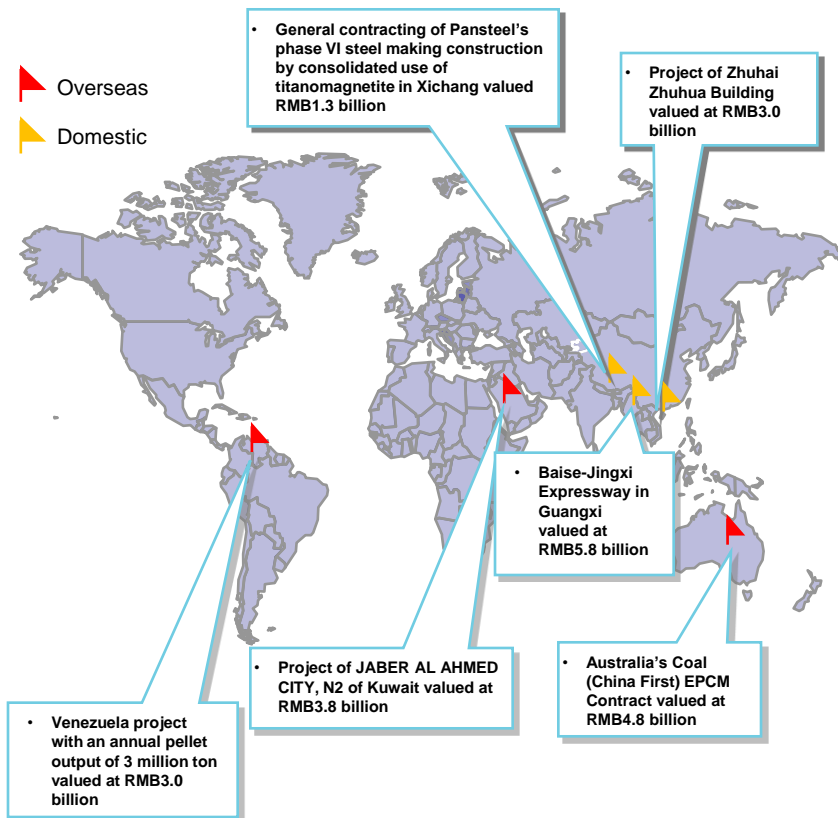 Overseas
Domestic
• General contracting of Pansteel’s
phase VI steel making construction
by consolidated use of
titanomagnetite in Xichang valued
RMB1.3 billion
• Project of Zhuhai
Zhuhua Building
valued at RMB3.0
billion
• Baise-Jingxi
Expressway in
Guangxi
valued at
RMB5.8 billion
• Project of JABER AL AHMED
CITY, N2 of Kuwait valued at
RMB3.8 billion
• Australia’s Coal
(China First) EPCM
Contract valued at
RMB4.8 billion
• Venezuela project
with an annual pellet
output of 3 million ton
valued at RMB3.0
billion